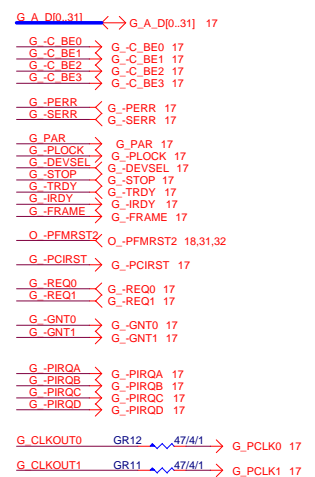 G_A_D[0..31] G_A_D[0..31] 17
G_-C_BE0 G_-C_BE0 17
G_-C_BE1 G_-C_BE1 17
G_-C_BE2 G_-C_BE2 17
G_-C_BE3 G_-C_BE3 17
G_-PERR G_-PERR 17
G_-SERR G_-SERR 17
G_PAR G_PAR 17
G_-PLOCK G_-PLOCK 17
G_-DEVSEL G_-DEVSEL 17
G_-STOP G_-STOP 17
G_-TRDY G_-TRDY 17
G_-IRDY G_-IRDY 17
G_-FRAME G_-FRAME 17
O_-PFMRST2 O_-PFMRST2 18,31,32
G_-PCIRST G_-PCIRST 17
G_-REQ0 G_-REQ0 17
G_-REQ1 G_-REQ1 17
G_-GNT0 G_-GNT0 17
G_-GNT1 G_-GNT1 17
G_-PIRQA G_-PIRQA 17
G_-PIRQB G_-PIRQB 17
G_-PIRQC G_-PIRQC 17
G_-PIRQD G_-PIRQD 17
G_CLKOUT0 GR12 47/4/1 G_PCLK0 17
G_CLKOUT1 GR11 47/4/1 G_PCLK1 17